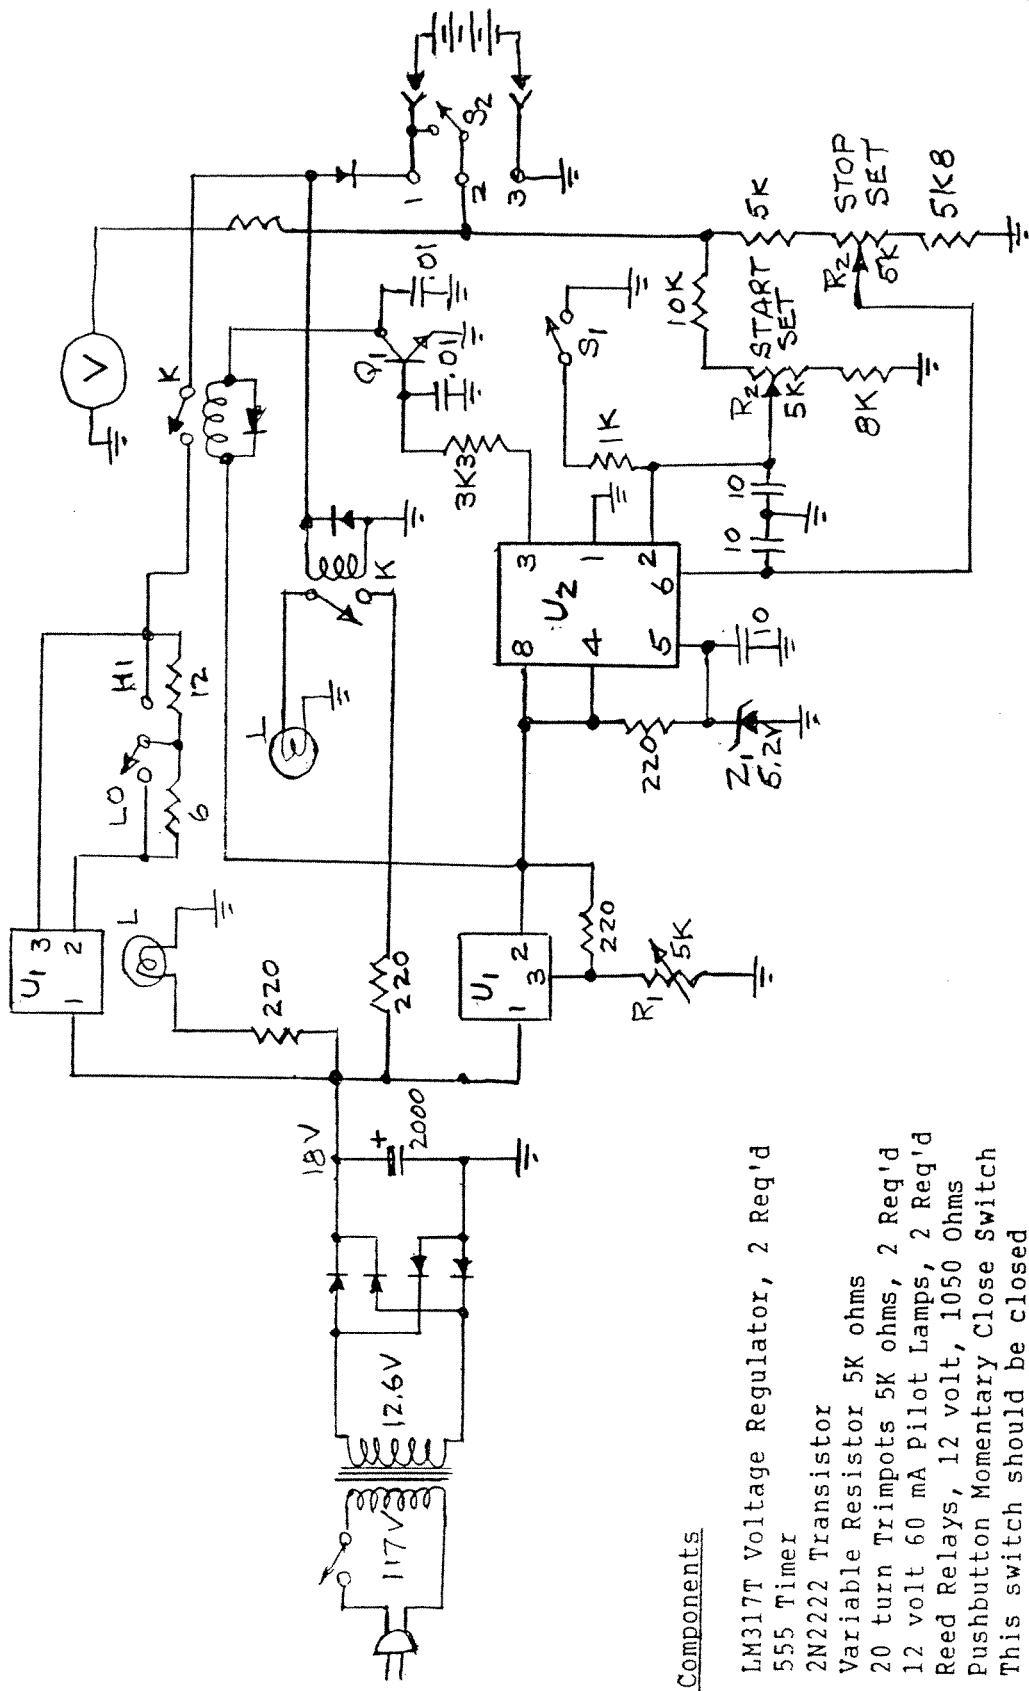 117V
12.6V
18V
+
2000
U1
1
3
2
L
220
220
LO
HI
6
12
L
K
K
V
U1
1
2
3
220
R1
5K
U2
8
4
5
3
1
2
6
220
Z1
5.2V
10
10
10
3K3
Q1
.01
.01
1K
S1
10K
R2
START
SET
5K
8K
5K
R2
STOP
SET
5K
5K8
1
2
3
S2
Components
LM317T Voltage Regulator, 2 Req'd
555 Timer
2N2222 Transistor
Variable Resistor 5K ohms
20 turn Trimpots 5K ohms, 2 Req'd
12 volt 60 mA Pilot Lamps, 2 Req'd
Reed Relays, 12 volt, 1050 Ohms
Pushbutton Momentary Close Switch
This switch should be closed